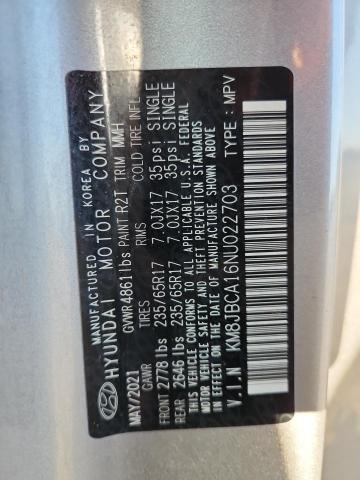 MANUFACTURED IN KOREA BY
HYUNDAI MOTOR COMPANY
MAY/2021 GVWR4861lbs PAINT R2T TRIM MMH
GAWR TIRES RIMS COLD TIRE INFL
FRONT 2778 lbs 235/65R17 7.0JX17 35psi SINGLE
REAR 2646 lbs 235/65R17 7.0JX17 35psi SINGLE
THIS VEHICLE CONFORMS TO ALL APPLICABLE U.S.A. FEDERAL
MOTOR VEHICLE SAFETY, BUMPER AND THEFT PREVENTION STANDARDS
IN EFFECT ON THE DATE OF MANUFACTURE SHOWN ABOVE
V.I.N : KM8JBCA16NU022703 TYPE : MPV